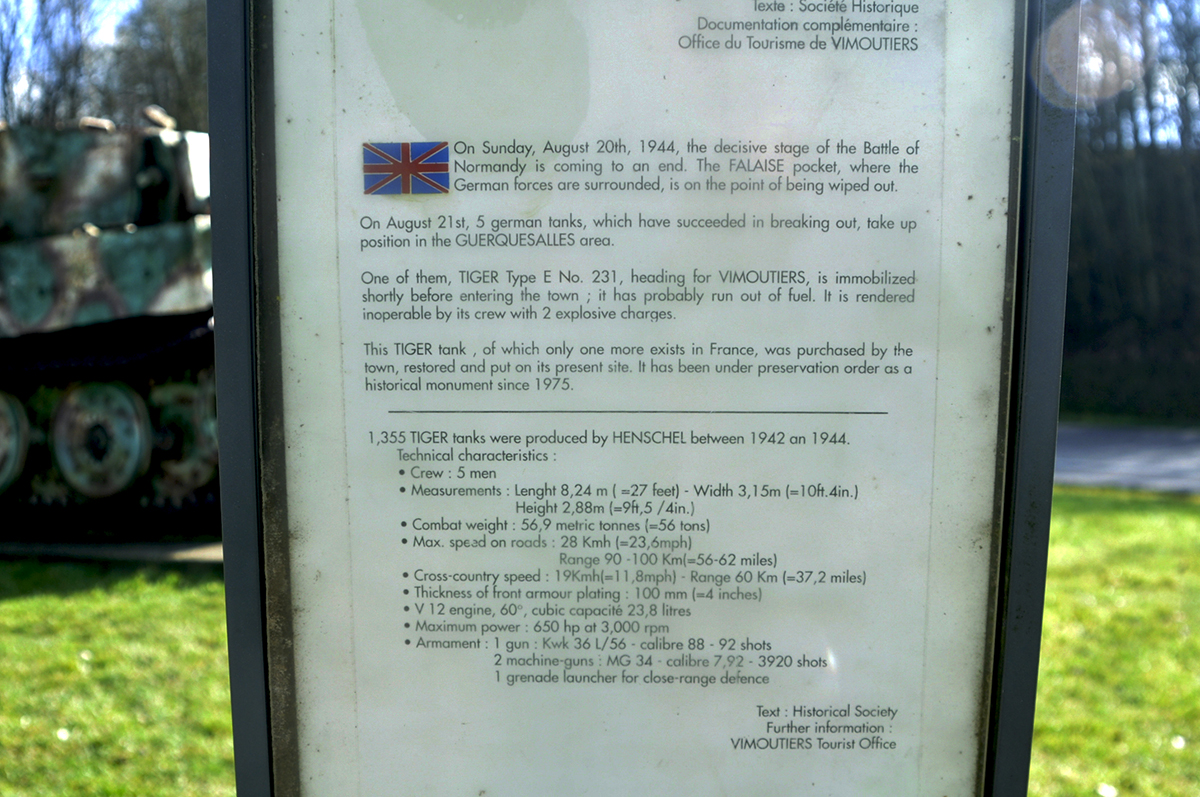 Texte : Société Historique
Documentation complémentaire :
Office du Tourisme de VIMOUTIERS
On Sunday, August 20th, 1944, the decisive stage of the Battle of
Normandy is coming to an end. The FALAISE pocket, where the
German forces are surrounded, is on the point of being wiped out.
On August 21st, 5 german tanks, which have succeeded in breaking out, take up
position in the GUERQUESALLES area.
One of them, TIGER Type E No. 231, heading for VIMOUTIERS, is immobilized
shortly before entering the town ; it has probably run out of fuel. It is rendered
inoperable by its crew with 2 explosive charges.
This TIGER tank , of which only one more exists in France, was purchased by the
town, restored and put on its present site. It has been under preservation order as a
historical monument since 1975.
1,355 TIGER tanks were produced by HENSCHEL between 1942 an 1944.
Technical characteristics :
• Crew : 5 men
• Measurements : Lenght 8,24 m ( =27 feet) - Width 3,15m (=10ft.4in.)
Height 2,88m (=9ft,5 /4in.)
• Combat weight : 56,9 metric tonnes (=56 tons)
• Max. spead on roads : 28 Kmh (=23,6mph)
Range 90 -100 Km(=56-62 miles)
• Cross-country speed : 19Kmh(=11,8mph) - Range 60 Km (=37,2 miles)
• Thickness of front armour plating : 100 mm (=4 inches)
• V 12 engine, 60°, cubic capacité 23,8 litres
• Maximum power : 650 hp at 3,000 rpm
• Armament : 1 gun : Kwk 36 L/56 - calibre 88 - 92 shots
2 machine-guns : MG 34 - calibre 7,92 - 3920 shots
1 grenade launcher for close-range defence
Text : Historical Society
Further information :
VIMOUTIERS Tourist Office